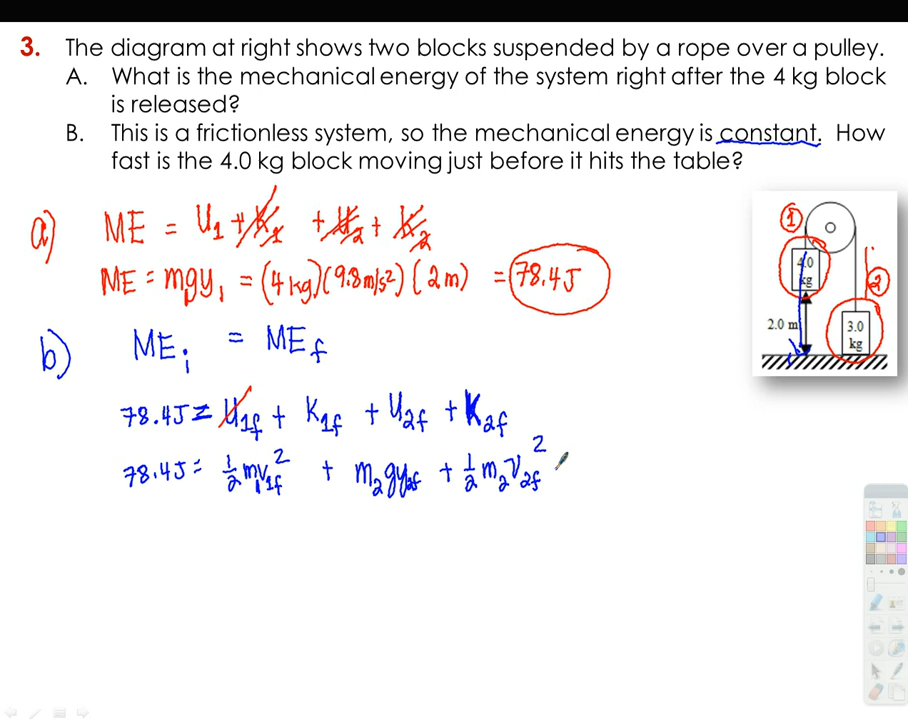 3. The diagram at right shows two blocks suspended by a rope over a pulley.
A. What is the mechanical energy of the system right after the 4 kg block
is released?
B. This is a frictionless system, so the mechanical energy is constant. How
fast is the 4.0 kg block moving just before it hits the table?
a) ME = U₁ + K₁ + U₂ + K₂
ME = mgy₁ = (4 kg)(9.8 m/s²)(2 m) = 78.4 J
b) MEᵢ = MEf
78.4 J = U1f + K1f + U2f + K2f
78.4 J = ½ m₁v1f² + m₂gy2f + ½ m₂v2f²
1
4.0
kg
2
2.0 m
3.0
kg